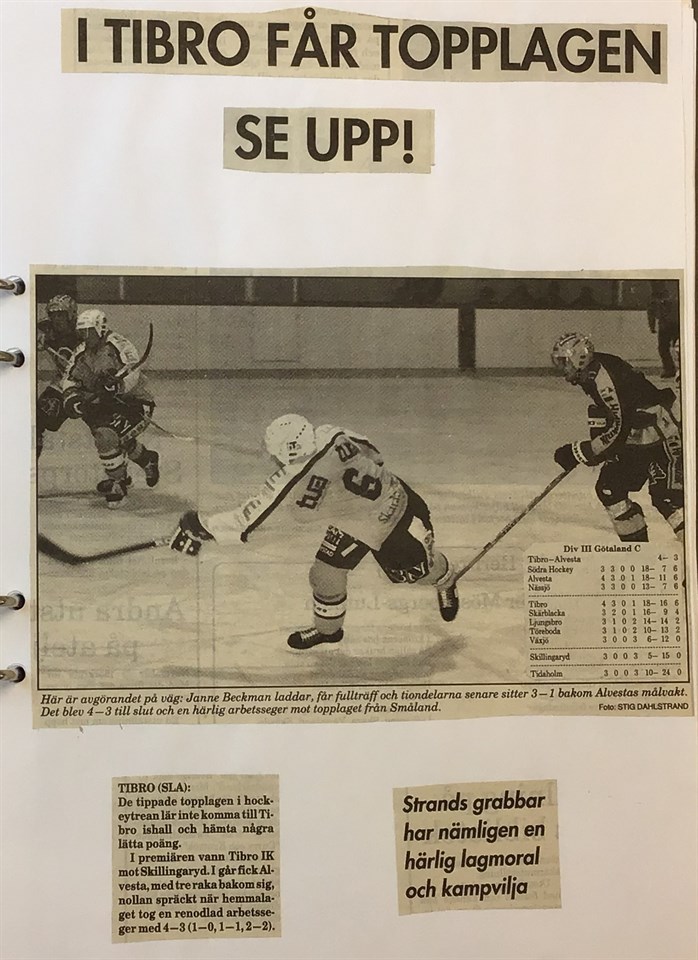 I TIBRO FÅR TOPPLAGEN
SE UPP!
6
tua
Div III Götaland C
Tibro—Alvesta 4— 3
Södra Hockey 3 3 0 0 18— 7 6
Alvesta 4 3 0 1 18—11 6
Nässjö 3 3 0 0 13— 7 6
Tibro 4 3 0 1 18—16 6
Skärblacka 3 2 0 1 16— 9 4
Ljungsbro 3 1 0 2 14—14 2
Töreboda 3 1 0 2 10—13 2
Växjö 3 0 0 3 6—12 0
Skillingaryd 3 0 0 3 5—15 0
Tidaholm 3 0 0 3 10—24 0
Här är avgörandet på väg: Janne Beckman laddar, får fullträff och tiondelarna senare sitter 3—1 bakom Alvestas målvakt.
Det blev 4—3 till slut och en härlig arbetsseger mot topplaget från Småland.
Foto: STIG DAHLSTRAND
TIBRO (SLA):
De tippade topplagen i hock-
eytrean lär inte komma till Ti-
bro ishall och hämta några
lätta poäng.
I premiären vann Tibro IK
mot Skillingaryd. I går fick Al-
vesta, med tre raka bakom sig,
nollan spräckt när hemmala-
get tog en renodlad arbetsse-
ger med 4—3 (1—0, 1—1, 2—2).
Strands grabbar
har nämligen en
härlig lagmoral
och kampvilja